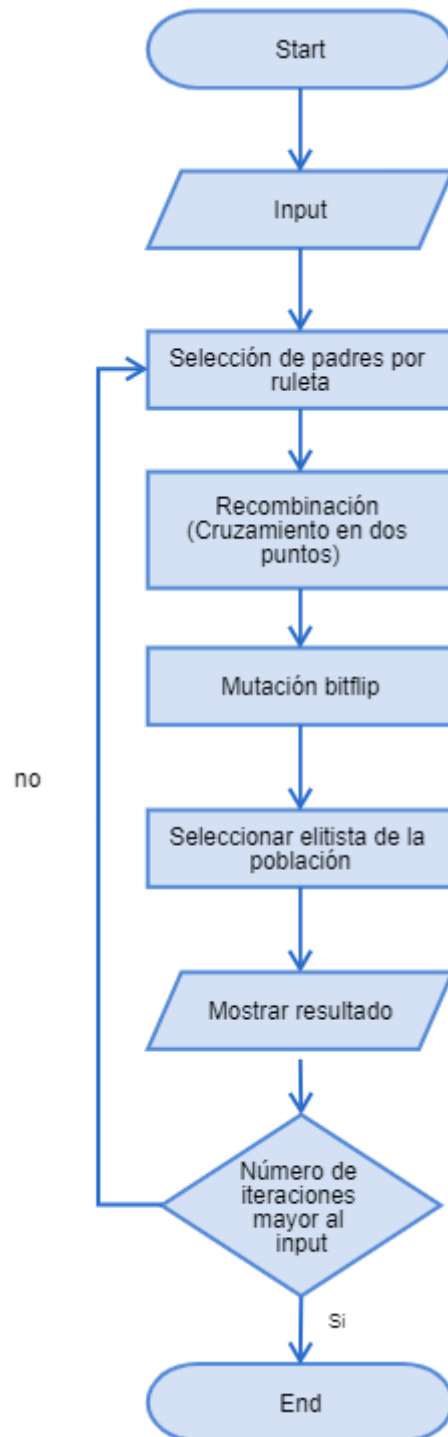 Start
Input
Selección de padres por
ruleta
Recombinación
(Cruzamiento en dos
puntos)
Mutación bitflip
no
Seleccionar elitista de la
población
Mostrar resultado
Número de
iteraciones
mayor al
input
Si
End